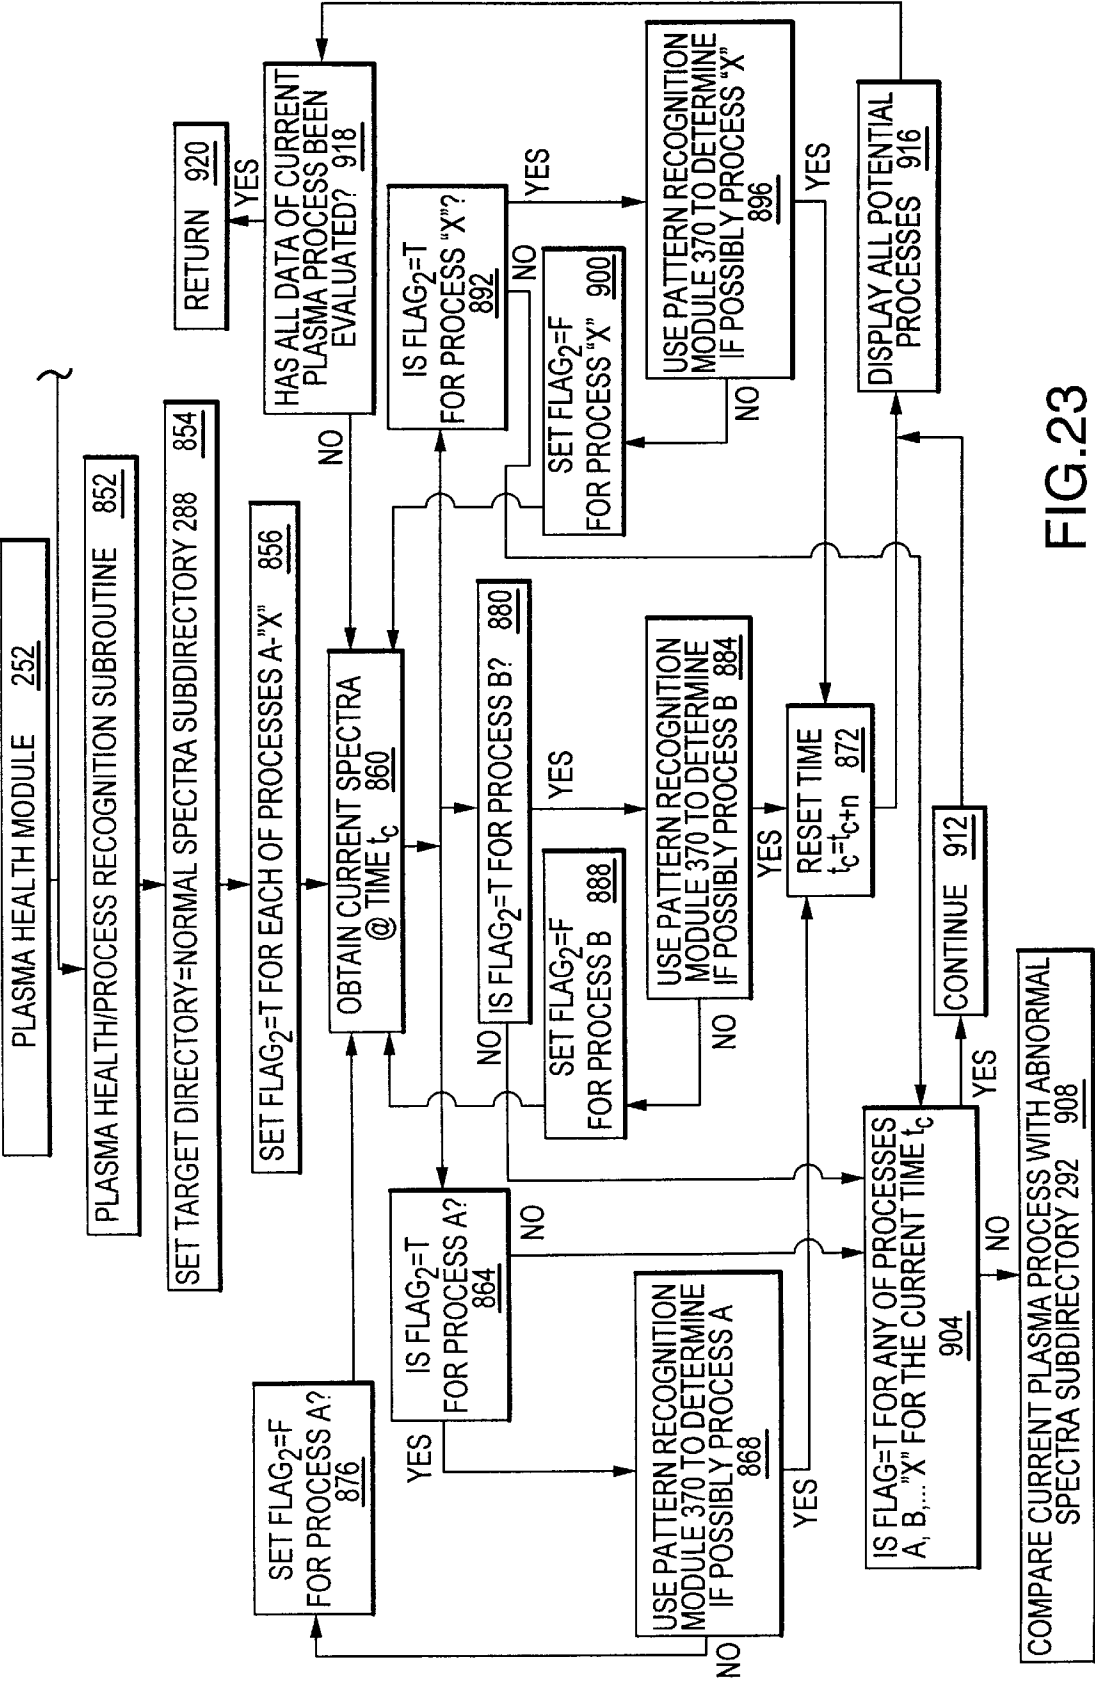 PLASMA HEALTH MODULE 252
PLASMA HEALTH/PROCESS RECOGNITION SUBROUTINE 852
SET TARGET DIRECTORY=NORMAL SPECTRA SUBDIRECTORY 288 854
SET FLAG2=T FOR EACH OF PROCESSES A-"X" 856
RETURN 920
YES
HAS ALL DATA OF CURRENT
PLASMA PROCESS BEEN
EVALUATED? 918
NO
OBTAIN CURRENT SPECTRA
@ TIME tc 860
SET FLAG2=F
FOR PROCESS A?
876
IS FLAG2=T
FOR PROCESS A?
864
YES
NO
USE PATTERN RECOGNITION
MODULE 370 TO DETERMINE
IF POSSIBLY PROCESS A
868
NO
YES
IS FLAG2=T FOR PROCESS B? 880
NO
YES
SET FLAG2=F
FOR PROCESS B 888
USE PATTERN RECOGNITION
MODULE 370 TO DETERMINE
IF POSSIBLY PROCESS B 884
NO
YES
IS FLAG2=T
FOR PROCESS "X"?
892
NO
YES
SET FLAG2=F
FOR PROCESS "X" 900
USE PATTERN RECOGNITION
MODULE 370 TO DETERMINE
IF POSSIBLY PROCESS "X"
896
NO
YES
RESET TIME
tc=tc+n 872
DISPLAY ALL POTENTIAL
PROCESSES 916
IS FLAG=T FOR ANY OF PROCESSES
A, B,..."X" FOR THE CURRENT TIME tc
904
YES
CONTINUE 912
NO
COMPARE CURRENT PLASMA PROCESS WITH ABNORMAL
SPECTRA SUBDIRECTORY 292 908
FIG.23